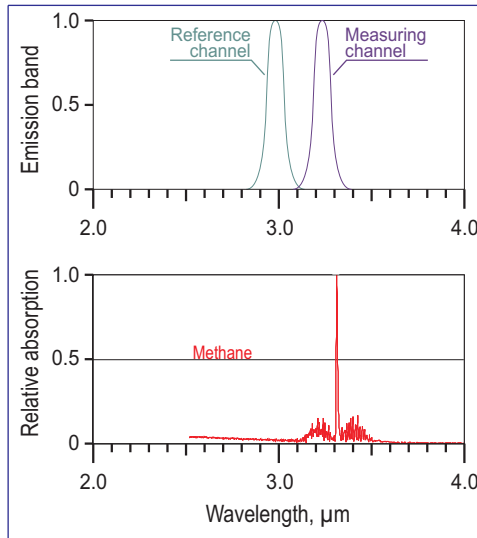 Emission band
1.0
0.5
0
Reference
channel
Measuring
channel
2.0 3.0 4.0
Relative absorption
1.0
0.5
0
Methane
2.0 3.0 4.0
Wavelength, µm